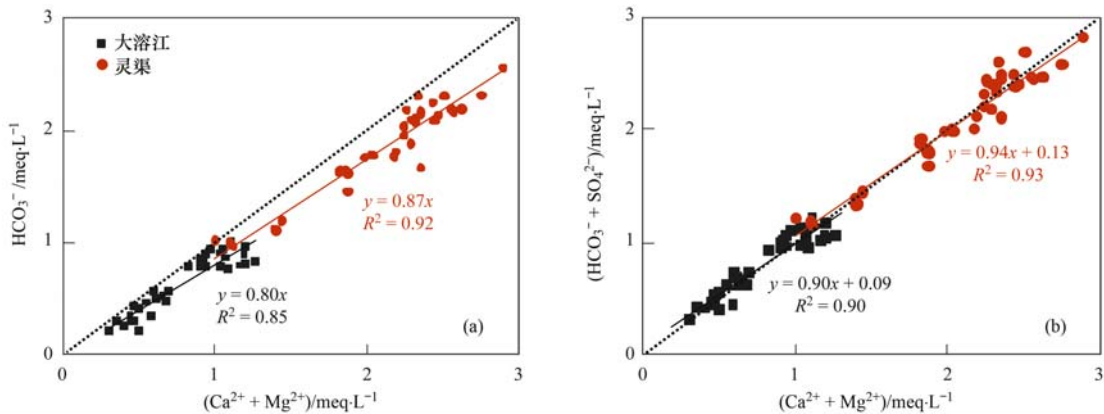 3
2
1
0
0
1
2
3
HCO₃⁻ /meq·L⁻¹
(Ca²⁺ + Mg²⁺)/meq·L⁻¹
大溶江
灵渠
y = 0.87x
R² = 0.92
y = 0.80x
R² = 0.85
(a)
3
2
1
0
0
1
2
3
(HCO₃⁻ + SO₄²⁻)/meq·L⁻¹
(Ca²⁺ + Mg²⁺)/meq·L⁻¹
y = 0.94x + 0.13
R² = 0.93
y = 0.90x + 0.09
R² = 0.90
(b)